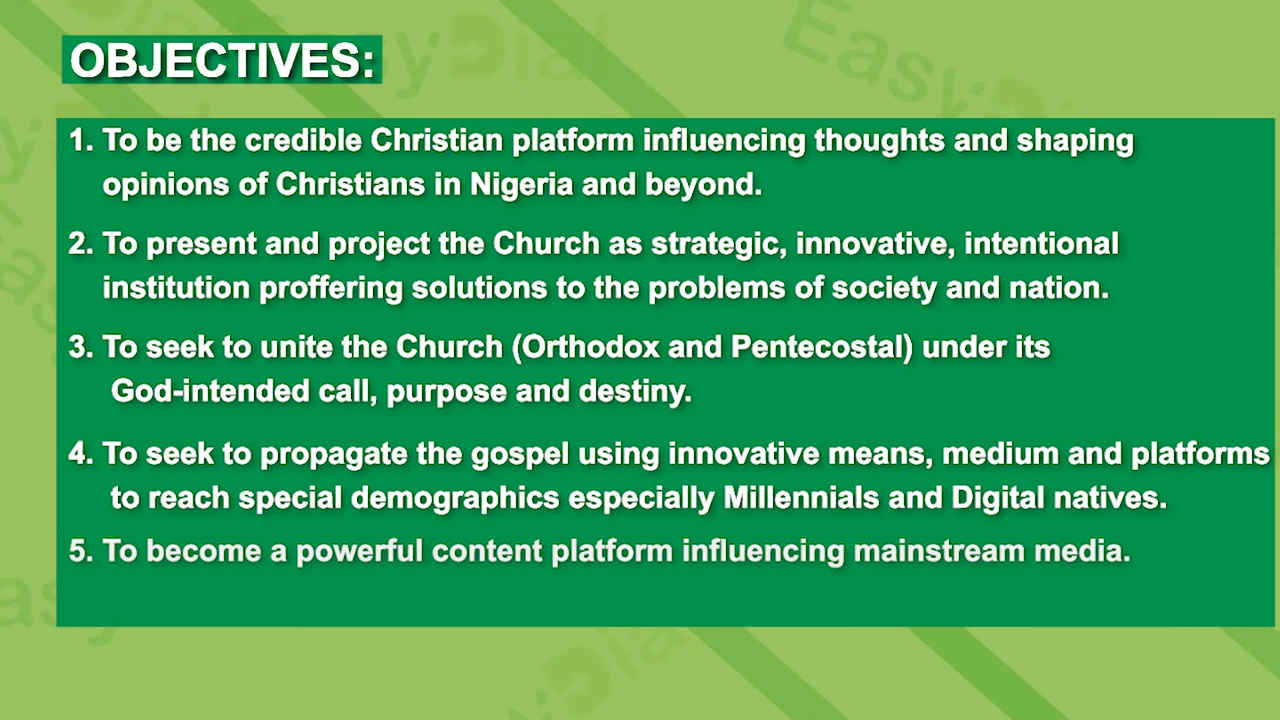 OBJECTIVES:
1. To be the credible Christian platform influencing thoughts and shaping
opinions of Christians in Nigeria and beyond.
2. To present and project the Church as strategic, innovative, intentional
institution proffering solutions to the problems of society and nation.
3. To seek to unite the Church (Orthodox and Pentecostal) under its
God-intended call, purpose and destiny.
4. To seek to propagate the gospel using innovative means, medium and platforms
to reach special demographics especially Millennials and Digital natives.
5. To become a powerful content platform influencing mainstream media.